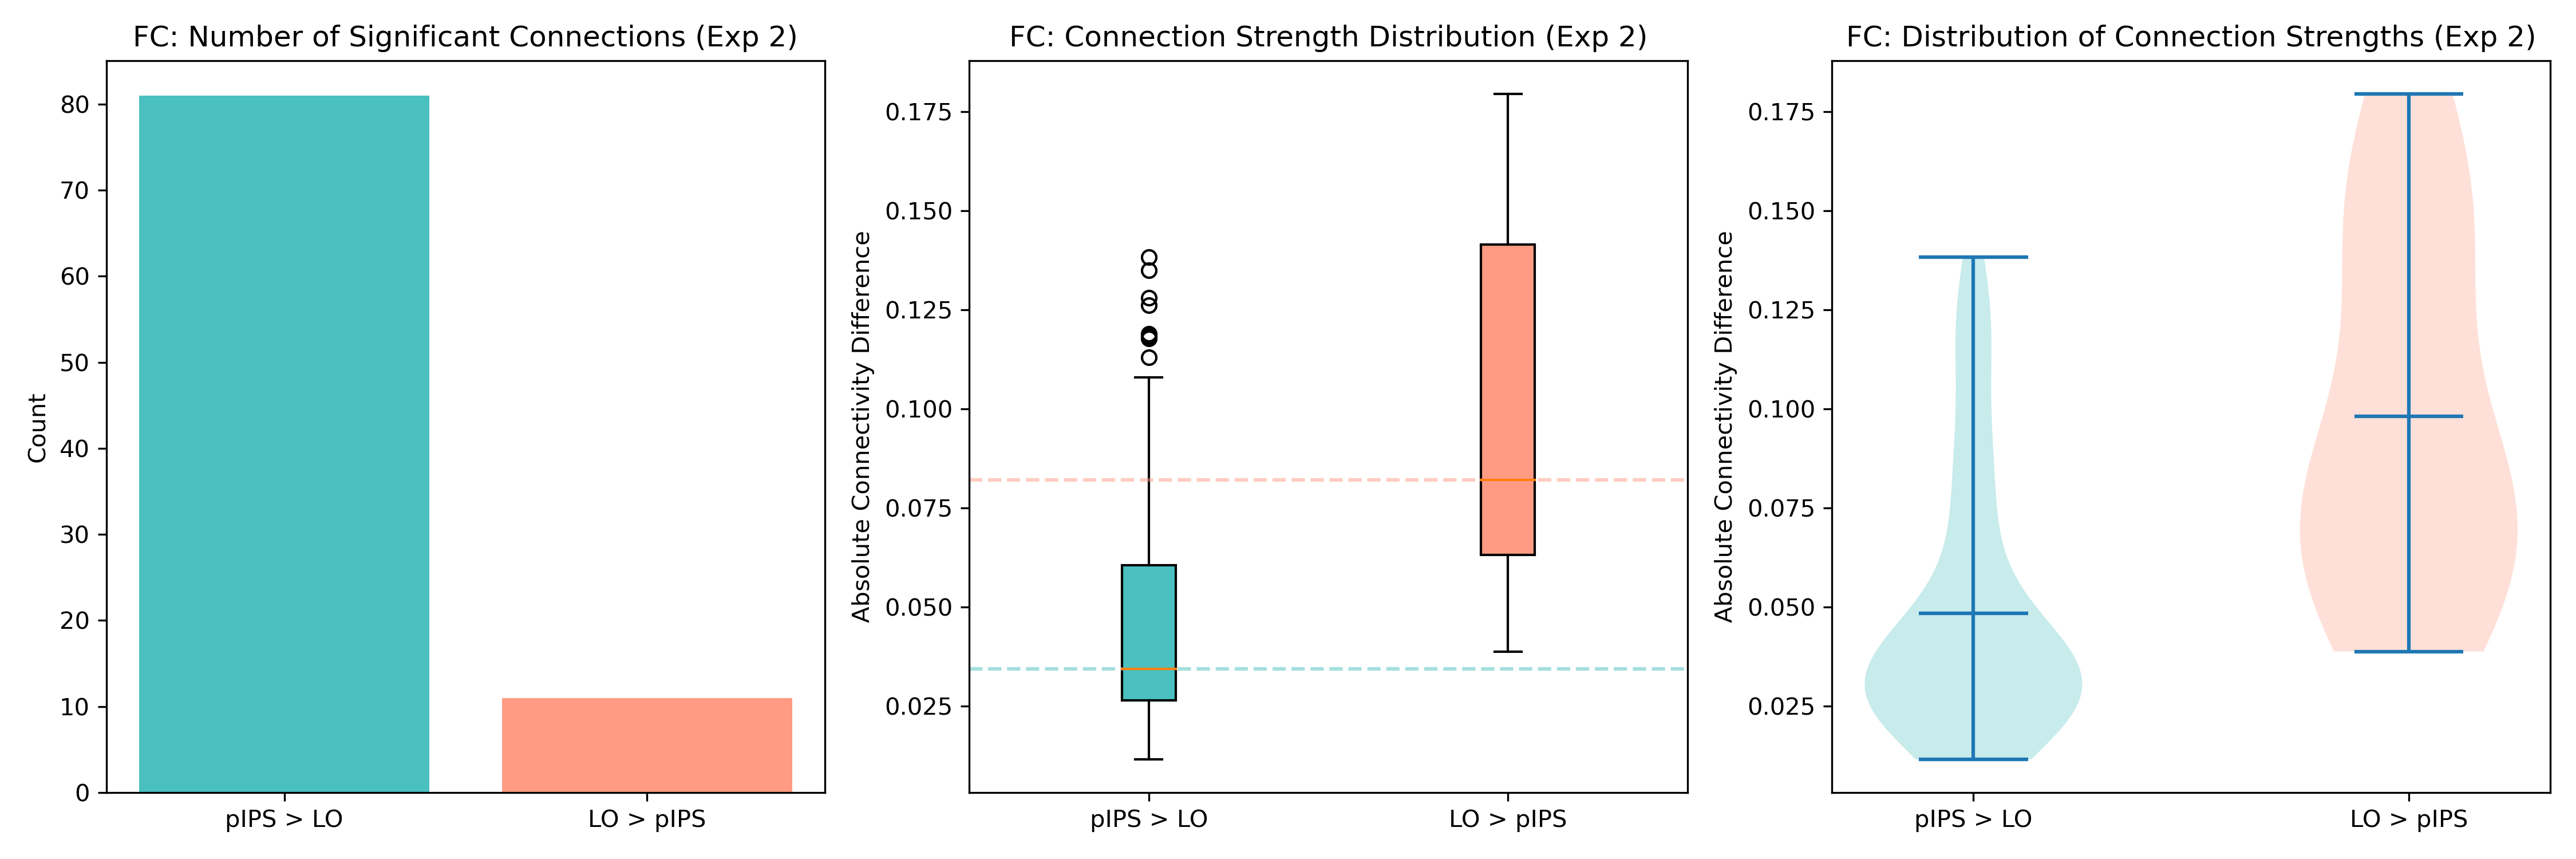 FC: Number of Significant Connections (Exp 2)
Count
80
70
60
50
40
30
20
10
0
pIPS > LO
LO > pIPS
FC: Connection Strength Distribution (Exp 2)
Absolute Connectivity Difference
0.175
0.150
0.125
0.100
0.075
0.050
0.025
pIPS > LO
LO > pIPS
FC: Distribution of Connection Strengths (Exp 2)
Absolute Connectivity Difference
0.175
0.150
0.125
0.100
0.075
0.050
0.025
pIPS > LO
LO > pIPS